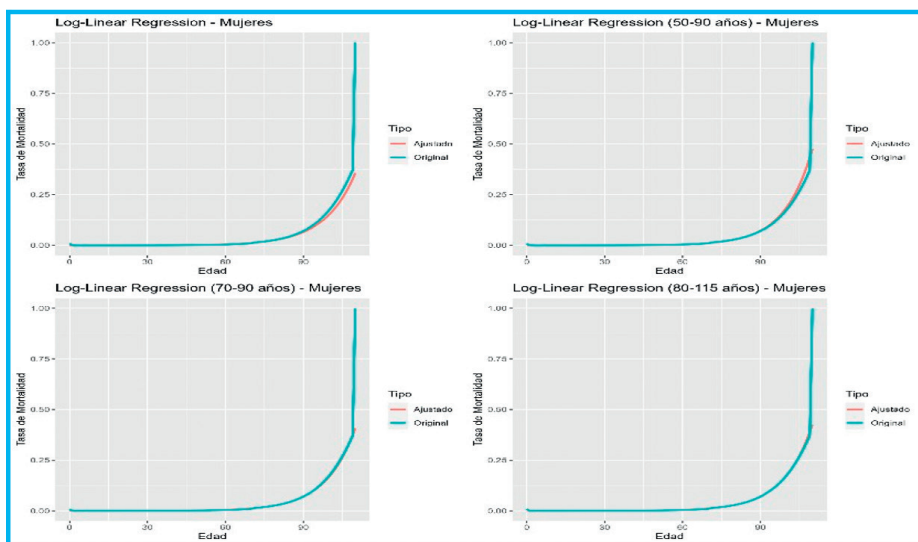 Log-Linear Regression - Mujeres
1.00
0.75
0.50
0.25
0.00
Tasa de Mortalidad
0
30
60
90
Edad
Tipo
Ajustado
Original
Log-Linear Regression (50-90 años) - Mujeres
1.00
0.75
0.50
0.25
0.00
Tasa de Mortalidad
0
30
60
90
Edad
Tipo
Ajustado
Original
Log-Linear Regression (70-90 años) - Mujeres
1.00
0.75
0.50
0.25
0.00
Tasa de Mortalidad
0
30
60
90
Edad
Tipo
Ajustado
Original
Log-Linear Regression (80-115 años) - Mujeres
1.00
0.75
0.50
0.25
0.00
Tasa de Mortalidad
0
30
60
90
Edad
Tipo
Ajustado
Original